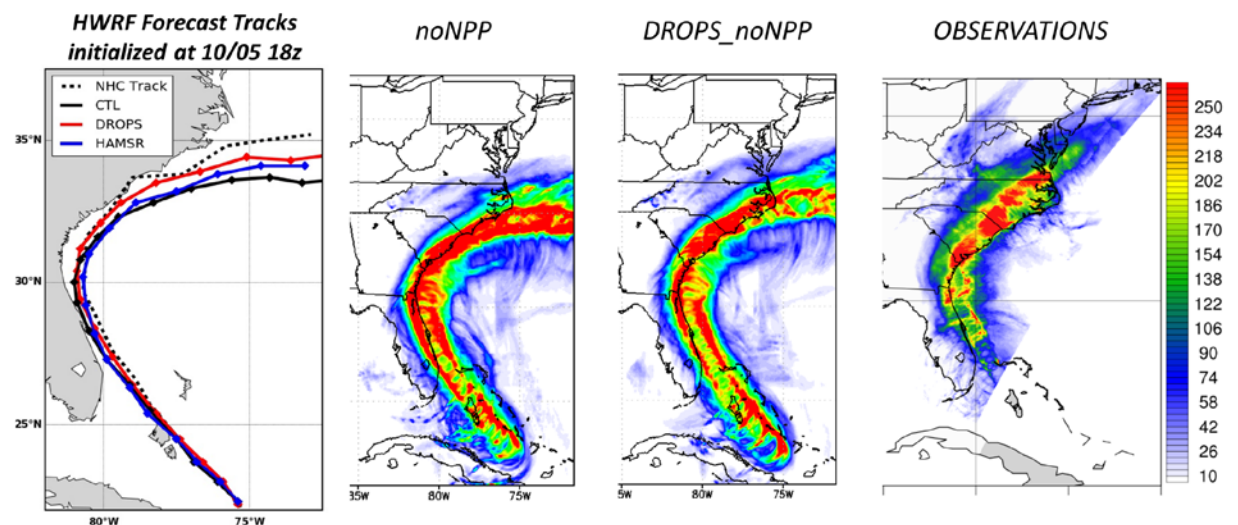 HWRF Forecast Tracks
initialized at 10/05 18z
noNPP
DROPS_noNPP
OBSERVATIONS
NHC Track
CTL
DROPS
HAMSR
35°N
30°N
25°N
80°W
75°W
35W
80W
75W
5W
80W
75W
250
234
218
202
186
170
154
138
122
106
90
74
58
42
26
10